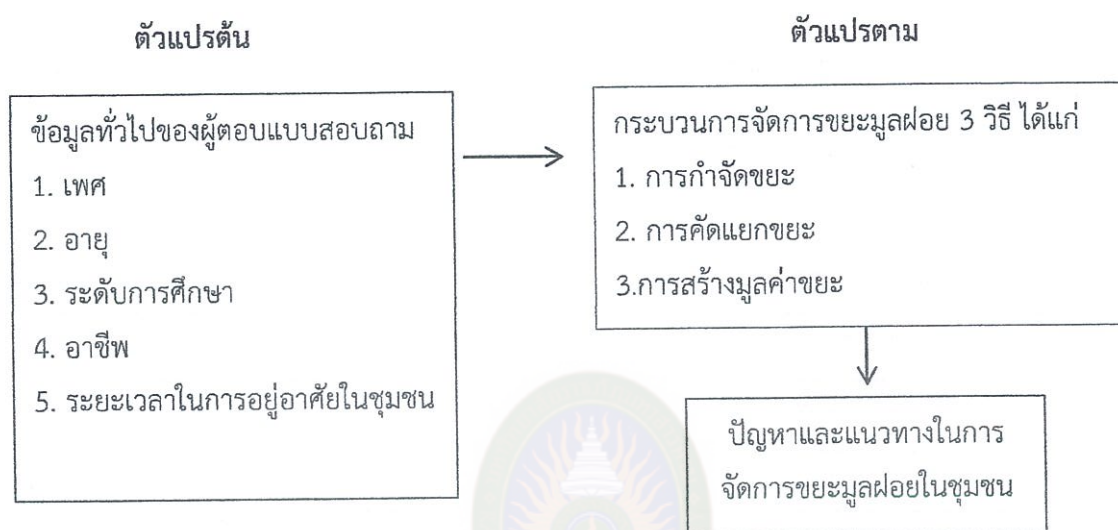 ตัวแปรต้น
ข้อมูลทั่วไปของผู้ตอบแบบสอบถาม
1. เพศ
2. อายุ
3. ระดับการศึกษา
4. อาชีพ
5. ระยะเวลาในการอยู่อาศัยในชุมชน
ตัวแปรตาม
กระบวนการจัดการขยะมูลฝอย 3 วิธี ได้แก่
1. การกำจัดขยะ
2. การคัดแยกขยะ
3.การสร้างมูลค่าขยะ
ปัญหาและแนวทางในการ
จัดการขยะมูลฝอยในชุมชน